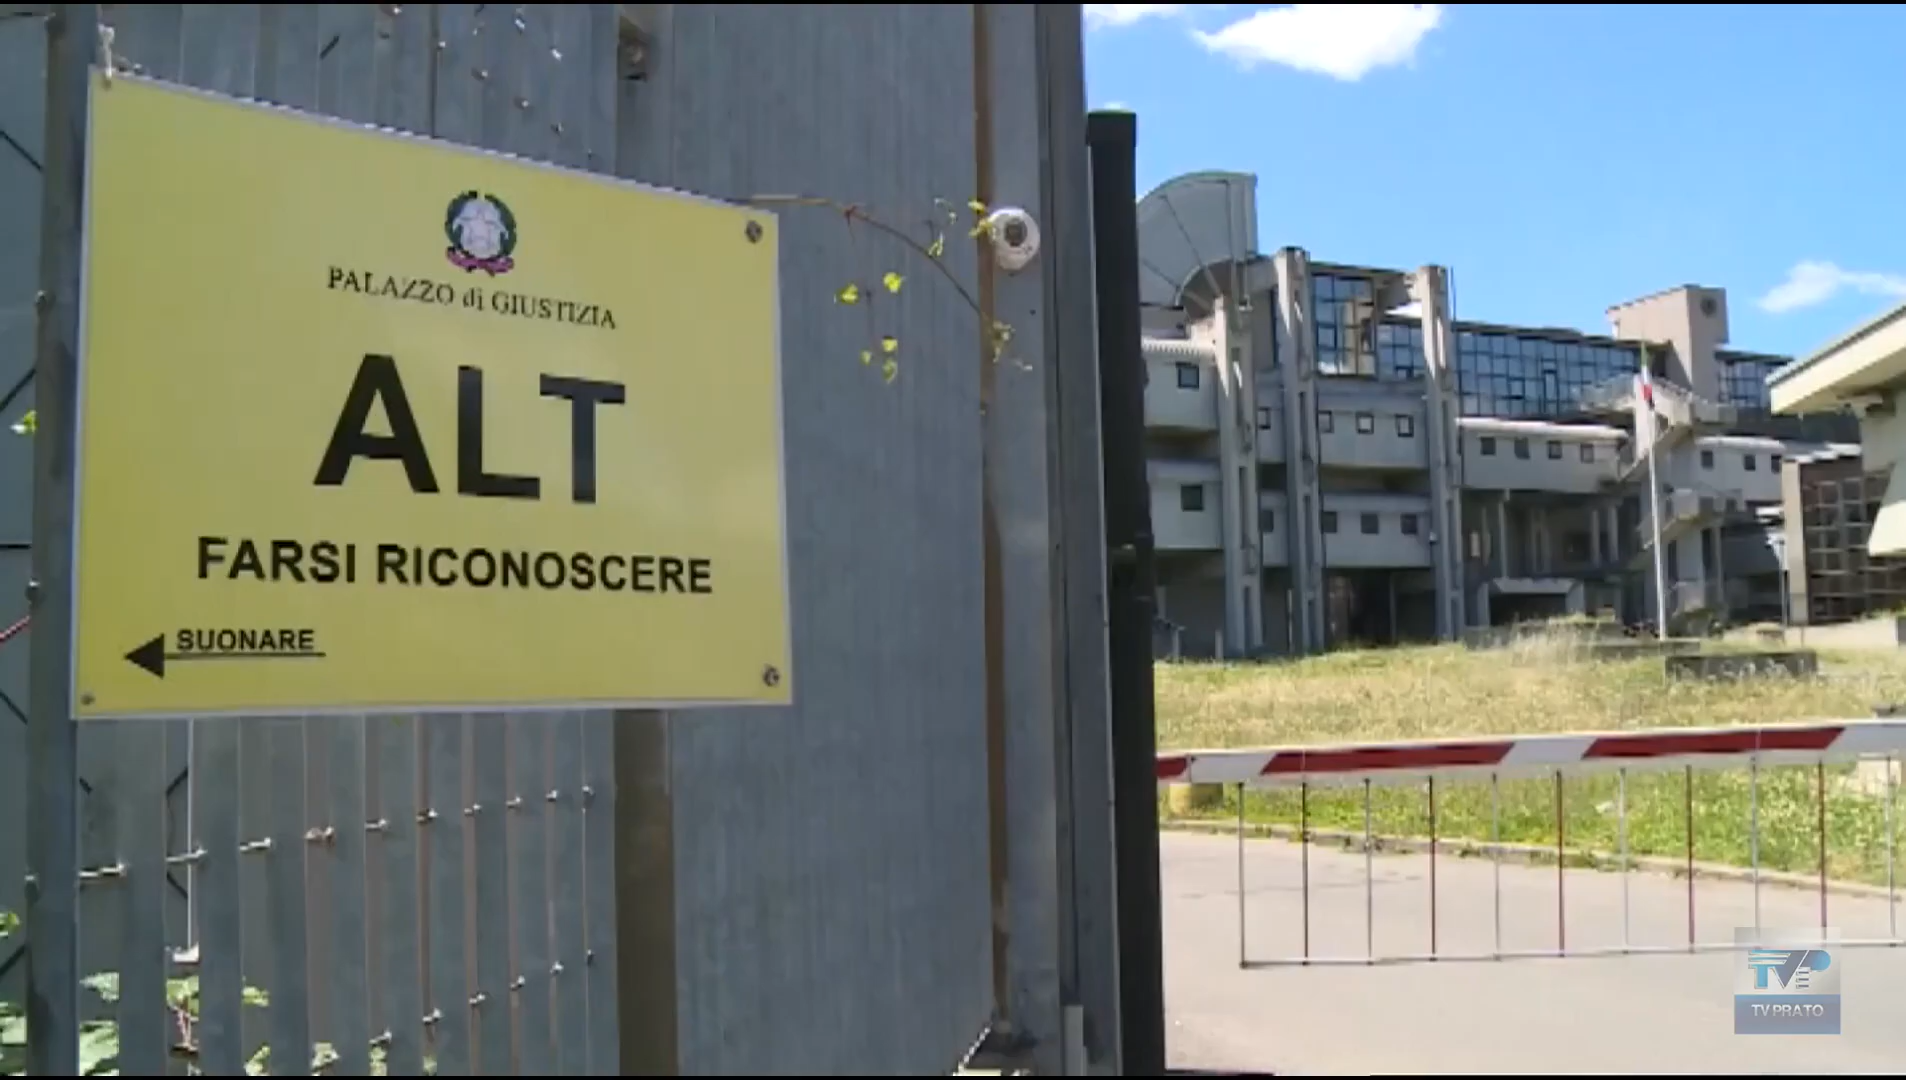 PALAZZO di GIUSTIZIA
ALT
FARSI RICONOSCERE
SUONARE
TV PRATO